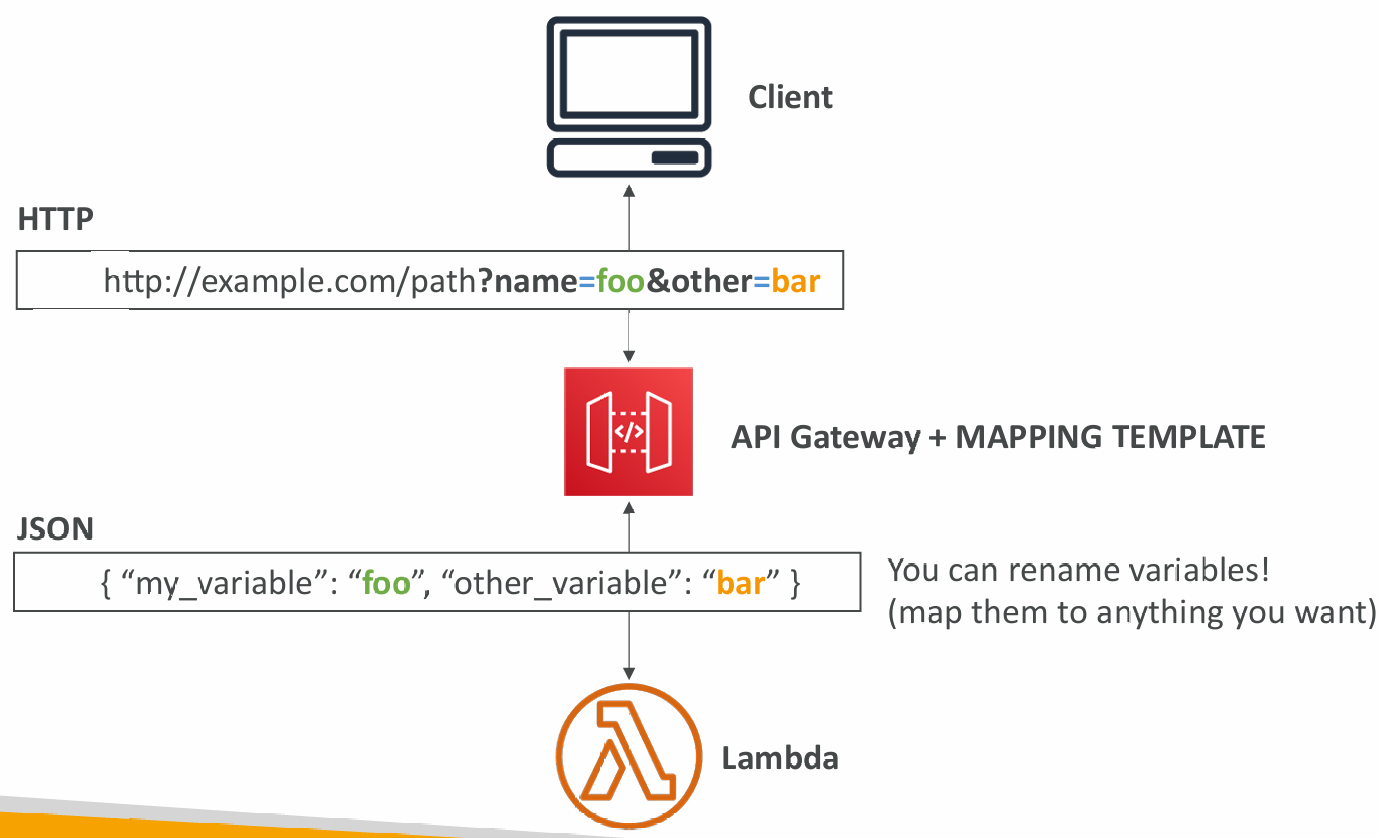 Client
HTTP
http://example.com/path?name=foo&other=bar
</>
API Gateway + MAPPING TEMPLATE
JSON
{ “my_variable”: “foo”, “other_variable”: “bar” }
You can rename variables!
(map them to anything you want)
Lambda